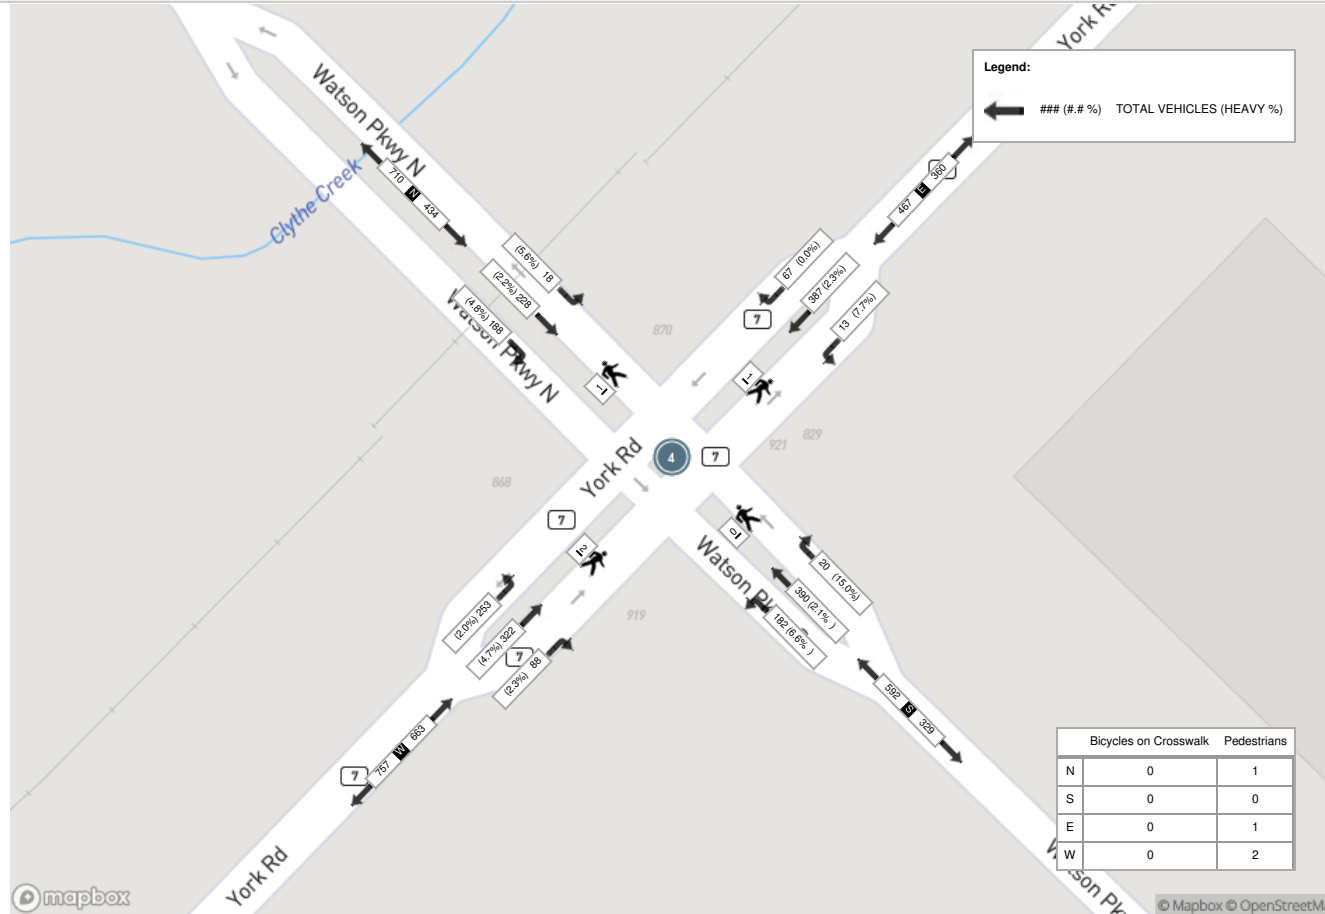 York Rd
Legend:
### (#.# %) TOTAL VEHICLES (HEAVY %)
Watson Pkwy N
Clythe Creek
710 N 434
467 E 360
(5.6%) 18
(2.2%) 228
(4.8%) 188
67 (0.0%)
387 (2.3%)
13 (7.7%)
7
870
Watson Pkwy N
1
1
4
7
York Rd
921
829
868
7
0
2
Watson Pk
20 (15.0%)
390 (2.1% )
182 (6.6% )
919
(2.0%) 253
(4.7%) 322
7
(2.3%) 88
592 S 329
757 W 663
7
Bicycles on Crosswalk Pedestrians
N 0 1
S 0 0
E 0 1
W 0 2
York Rd
Watson Pk
mapbox
© Mapbox © OpenStreetM